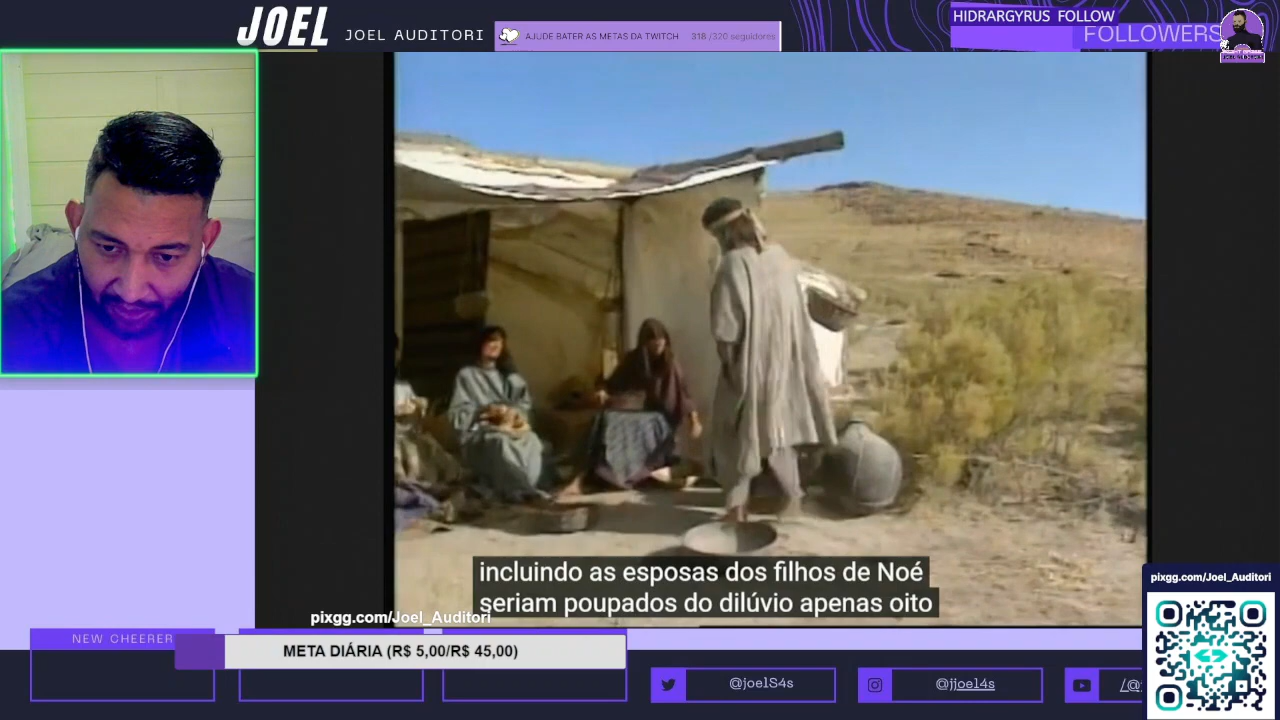 JOEL
JOEL AUDITORI
AJUDE BATER AS METAS DA TWITCH 318 /320 seguidores
HIDRARGYRUS FOLLOW
FOLLOWERS
incluindo as esposas dos filhos de Noé
seriam poupados do dilúvio apenas oito
pixgg.com/Joel_Auditori
pixgg.com/Joel_Auditori
NEW CHEERER
META DIÁRIA (R$ 5,00/R$ 45,00)
@joelS4s
@jjoel4s
/@